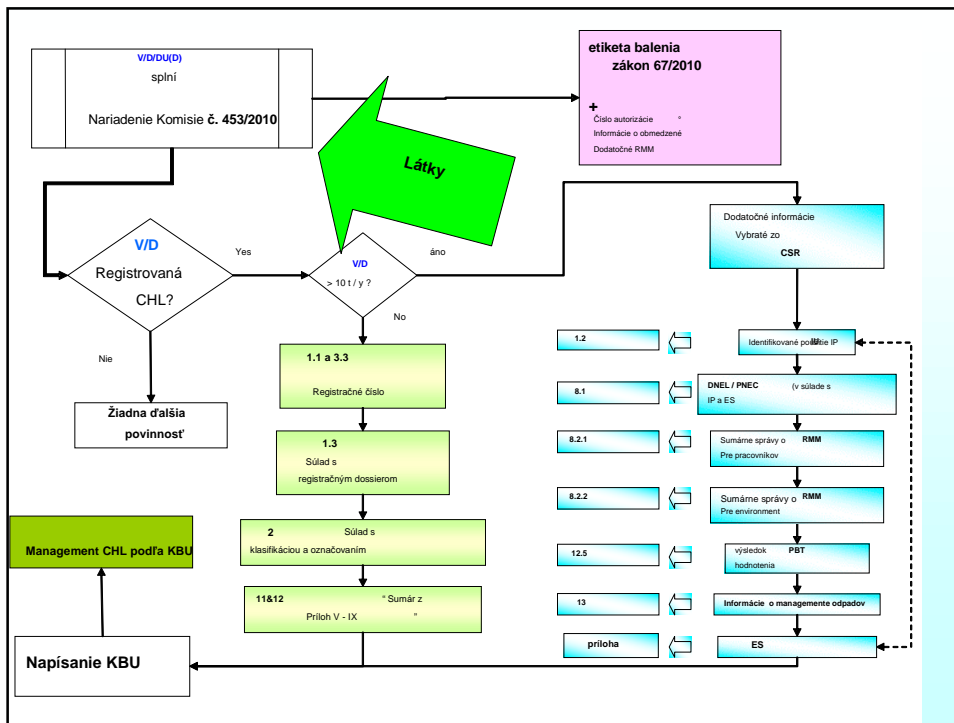 V/D/DU(D)
splní
Nariadenie Komisie č. 453/2010
etiketa balenia
zákon 67/2010
+
Číslo autorizácie °
Informácie o obmedzené
Dodatočné RMM
Látky
V/D
Registrovaná
CHL?
Yes
V/D
> 10 t / y ?
áno
No
Nie
Žiadna ďalšia
povinnosť
Dodatočné informácie
Vybraté zo
CSR
1.1 a 3.3
Registračné číslo
1.3
Súlad s
registračným dossierom
2 Súlad s
klasifikáciou a označovaním
11&12 " Sumár z
Príloh V - IX "
1.2
Identifikované IP
8.1
DNEL / PNEC (v súlade s
IP a ES
8.2.1
Sumárne správy o RMM
Pre pracovníkov
8.2.2
Sumárne správy o RMM
Pre environment
12.5
výsledok PBT
hodnotenia
13
Informácie o managemente odpadov
príloha
ES
Management CHL podľa KBU
Napísanie KBU